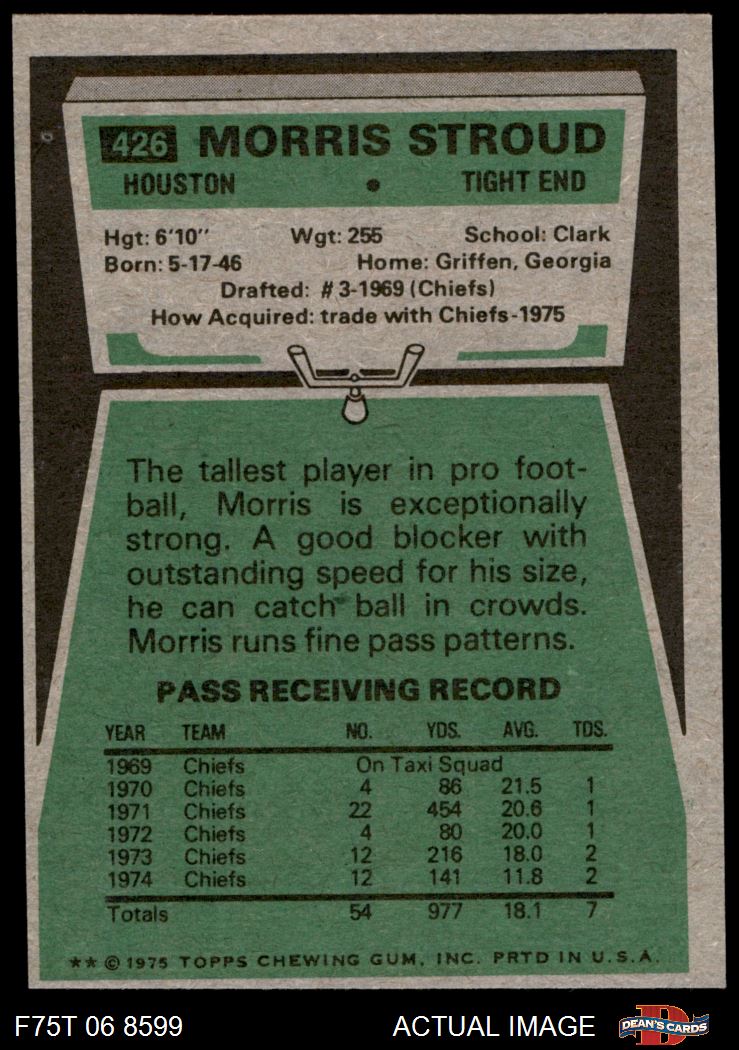 426 MORRIS STROUD
HOUSTON • TIGHT END
Hgt: 6'10" Wgt: 255 School: Clark
Born: 5-17-46 Home: Griffen, Georgia
Drafted: #3-1969 (Chiefs)
How Acquired: trade with Chiefs-1975
The tallest player in pro foot-
ball, Morris is exceptionally
strong. A good blocker with
outstanding speed for his size,
he can catch ball in crowds.
Morris runs fine pass patterns.
PASS RECEIVING RECORD
YEAR TEAM NO. YDS. AVG. TDS.
1969 Chiefs On Taxi Squad
1970 Chiefs 4 86 21.5 1
1971 Chiefs 22 454 20.6 1
1972 Chiefs 4 80 20.0 1
1973 Chiefs 12 216 18.0 2
1974 Chiefs 12 141 11.8 2
Totals 54 977 18.1 7
** © 1975 TOPPS CHEWING GUM, INC. PRTD IN U.S.A.
F75T 06 8599 ACTUAL IMAGE D DEAN'S CARDS